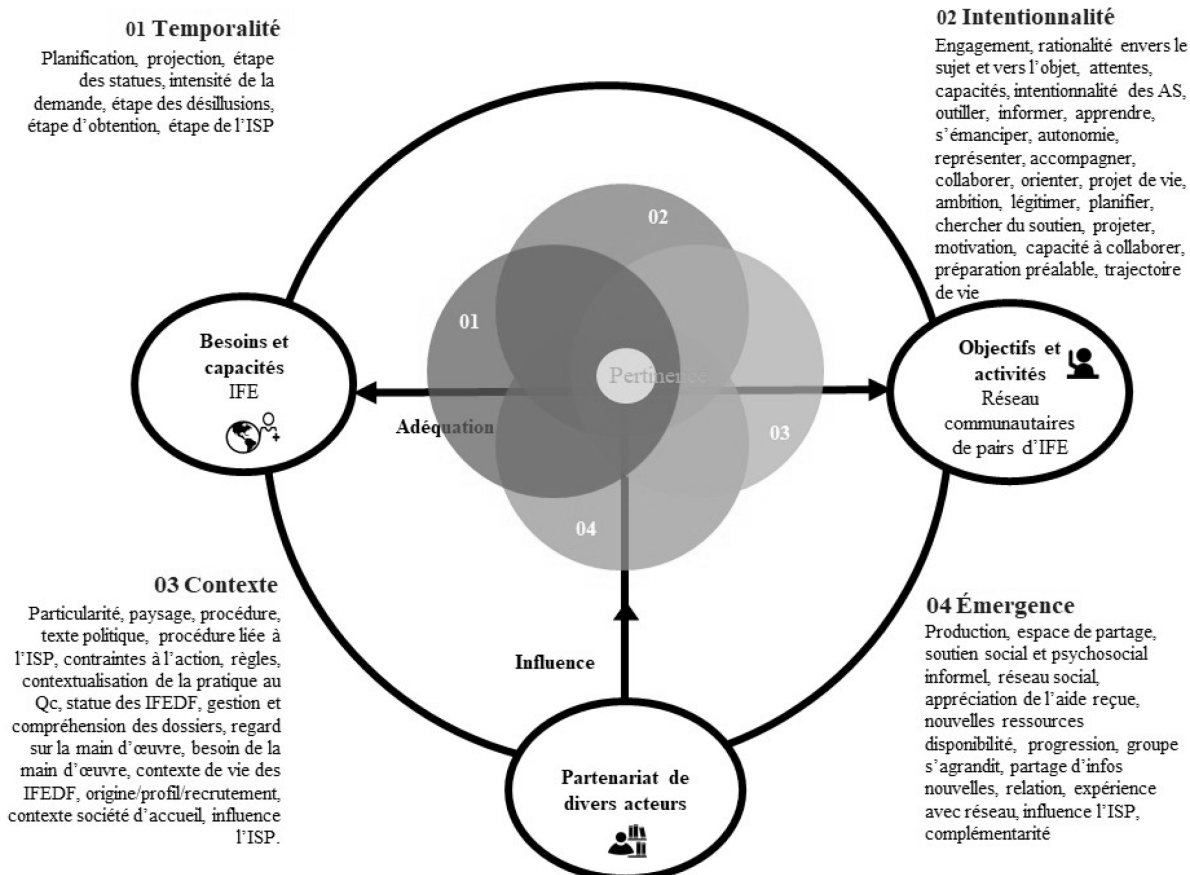 01 Temporalité
Planification, projection, étape
des statues, intensité de la
demande, étape des désillusions,
étape d’obtention, étape de l’ISP
02 Intentionnalité
Engagement, rationalité envers le
sujet et vers l’objet, attentes,
capacités, intentionnalité des AS,
outiller, informer, apprendre,
s’émanciper, autonomie,
représenter, accompagner,
collaborer, orienter, projet de vie,
ambition, légitimer, planifier,
chercher du soutien, projeter,
motivation, capacité à collaborer,
préparation préalable, trajectoire
de vie
02
01
03
04
Pertinence
Besoins et
capacités
IFE
Adéquation
Objectifs et
activités
Réseau
communautaires
de pairs d’IFE
03 Contexte
Particularité, paysage, procédure,
texte politique, procédure liée à
l’ISP, contraintes à l’action, règles,
contextualisation de la pratique au
Qc, statue des IFEDF, gestion et
compréhension des dossiers, regard
sur la main d’œuvre, besoin de la
main d’œuvre, contexte de vie des
IFEDF, origine/profil/recrutement,
contexte société d’accueil, influence
l’ISP.
Influence
Partenariat de
divers acteurs
04 Émergence
Production, espace de partage,
soutien social et psychosocial
informel, réseau social,
appréciation de l’aide reçue,
nouvelles ressources
disponibilité, progression, groupe
s’agrandit, partage d’infos
nouvelles, relation, expérience
avec réseau, influence l’ISP,
complémentarité